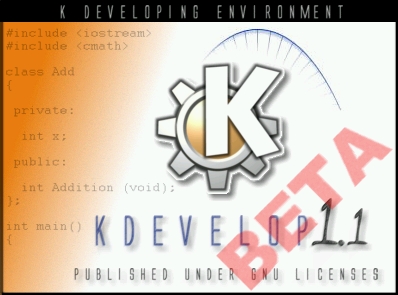 K DEVELOPING ENVIRONMENT
#include <iostream>
#include <cmath>
class Add
{
private:
int x;
public:
int Addition (void);
};
int main()
{
K
KDEVELOP 1.1
BETA
PUBLISHED UNDER GNU LICENSES